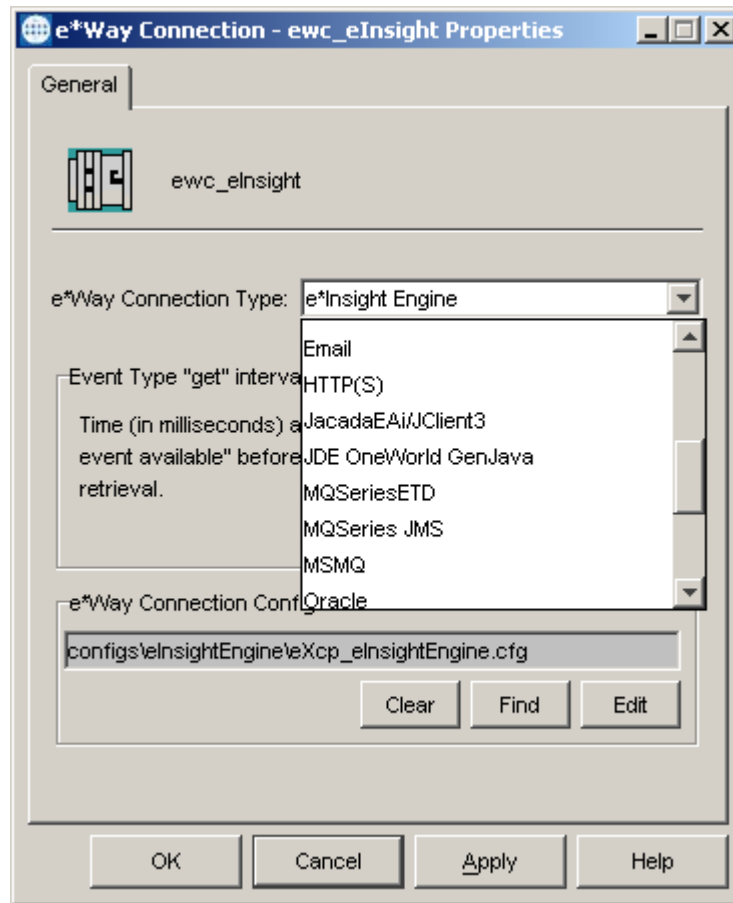 e*Way Connection - ewc_eInsight Properties
General
ewc_eInsight
e*Way Connection Type: e*Insight Engine
Email
Event Type "get" interva
HTTP(S)
Time (in milliseconds) a
JacadaEAi/JClient3
event available" before
JDE OneWorld GenJava
retrieval.
MQSeriesETD
MQSeries JMS
MSMQ
Oracle
e*Way Connection Conf
configs\eInsightEngine\eXcp_eInsightEngine.cfg
Clear Find Edit
OK Cancel Apply Help